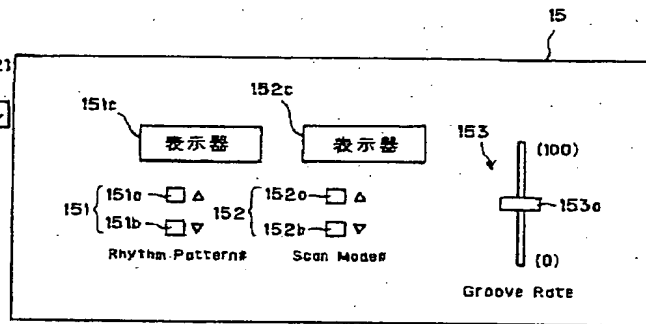 15
151c
152c
表示器
表示器
153
(100)
151
151a
△
152
152a
△
153a
151b
▽
152b
▽
(0)
Rhythm Pattern#
Scan Mode#
Groove Rate